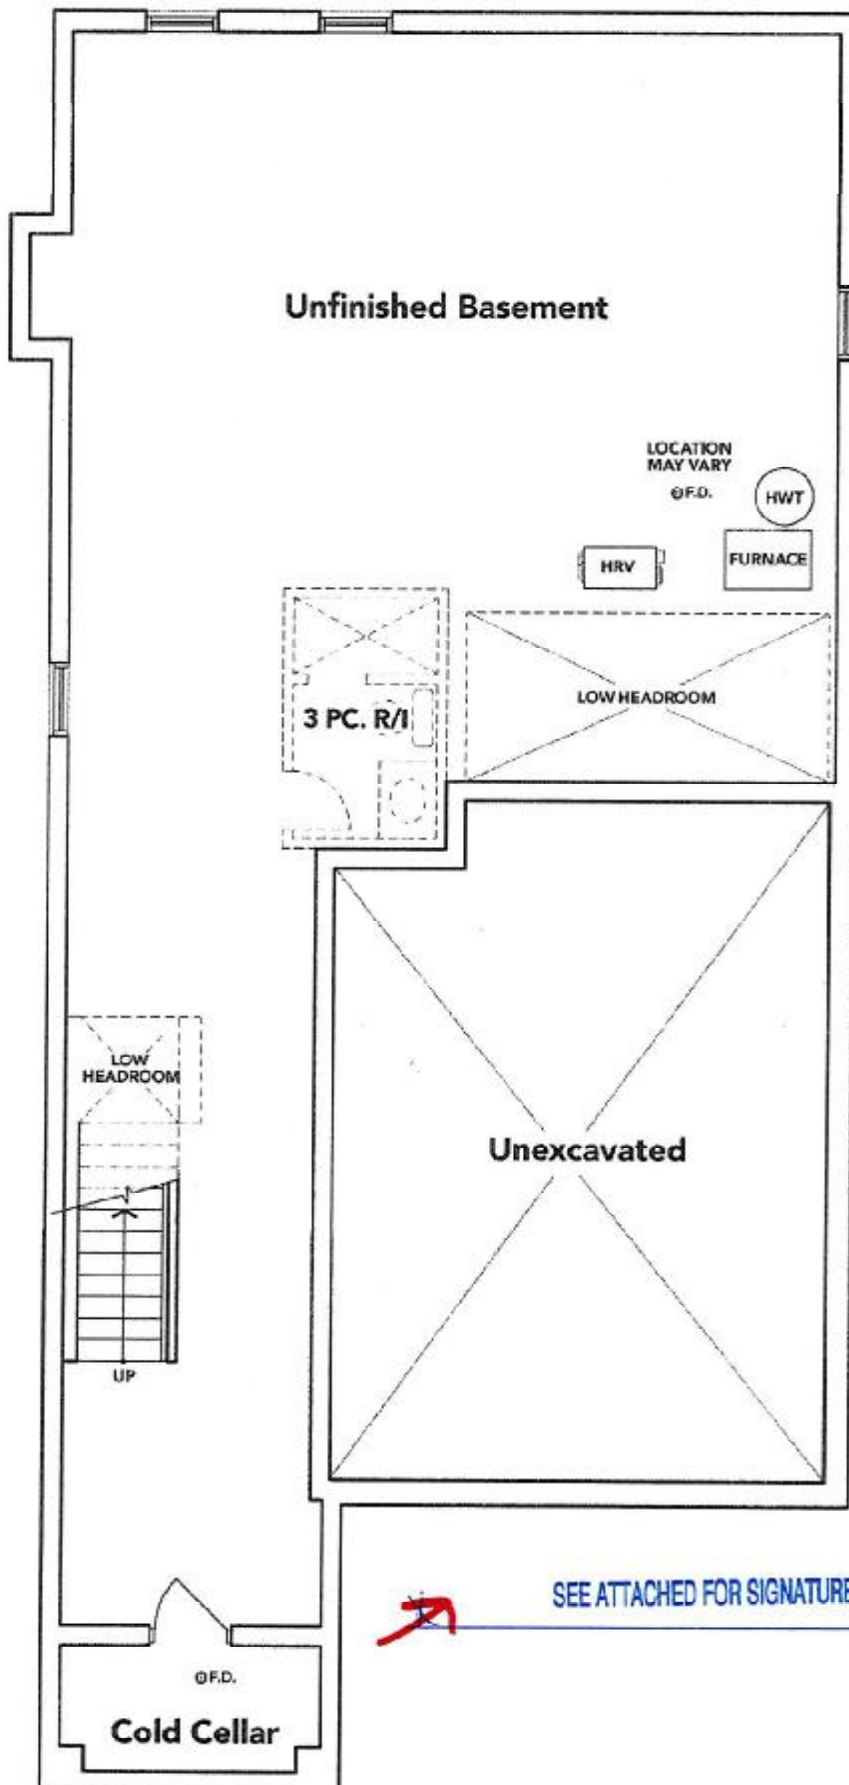 Unfinished Basement
LOCATION
MAY VARY
F.D.
HWT
HRV
FURNACE
3 PC. R/I
LOW HEADROOM
LOW
HEADROOM
Unexcavated
UP
SEE ATTACHED FOR SIGNATURE
F.D.
Cold Cellar